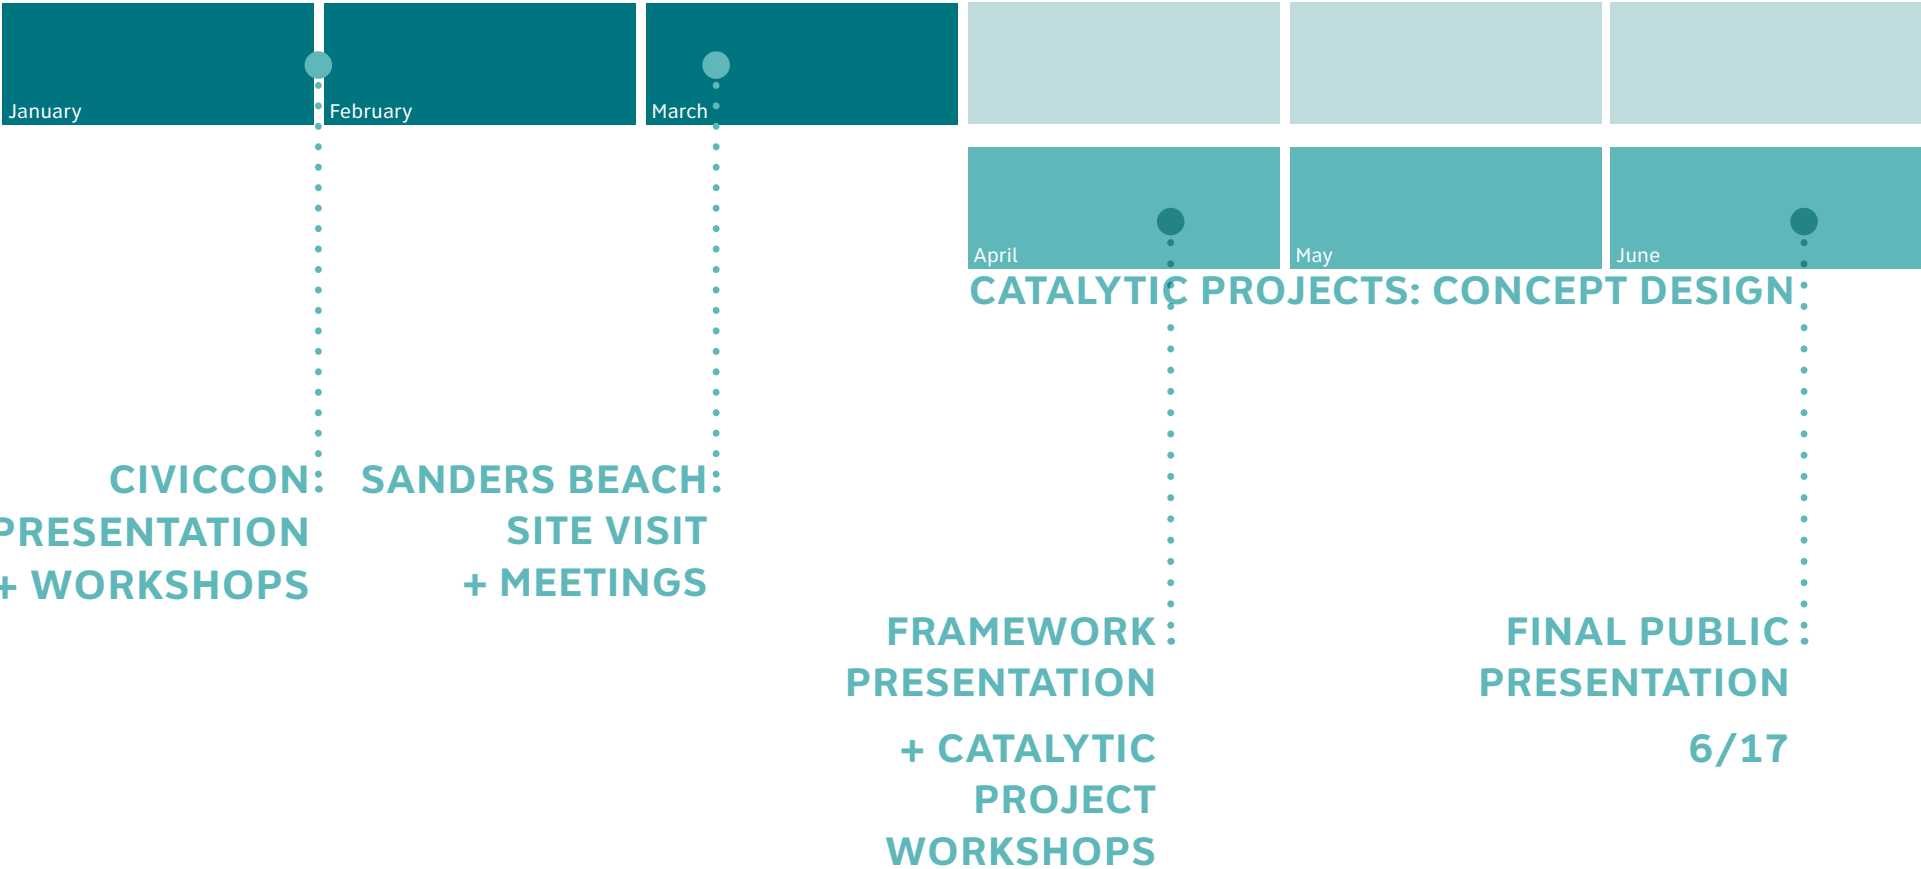 January
February
March
April
May
June
CATALYTIC PROJECTS: CONCEPT DESIGN
CIVICCON
PRESENTATION
+ WORKSHOPS
SANDERS BEACH
SITE VISIT
+ MEETINGS
FRAMEWORK
PRESENTATION
+ CATALYTIC
PROJECT
WORKSHOPS
FINAL PUBLIC
PRESENTATION
6/17